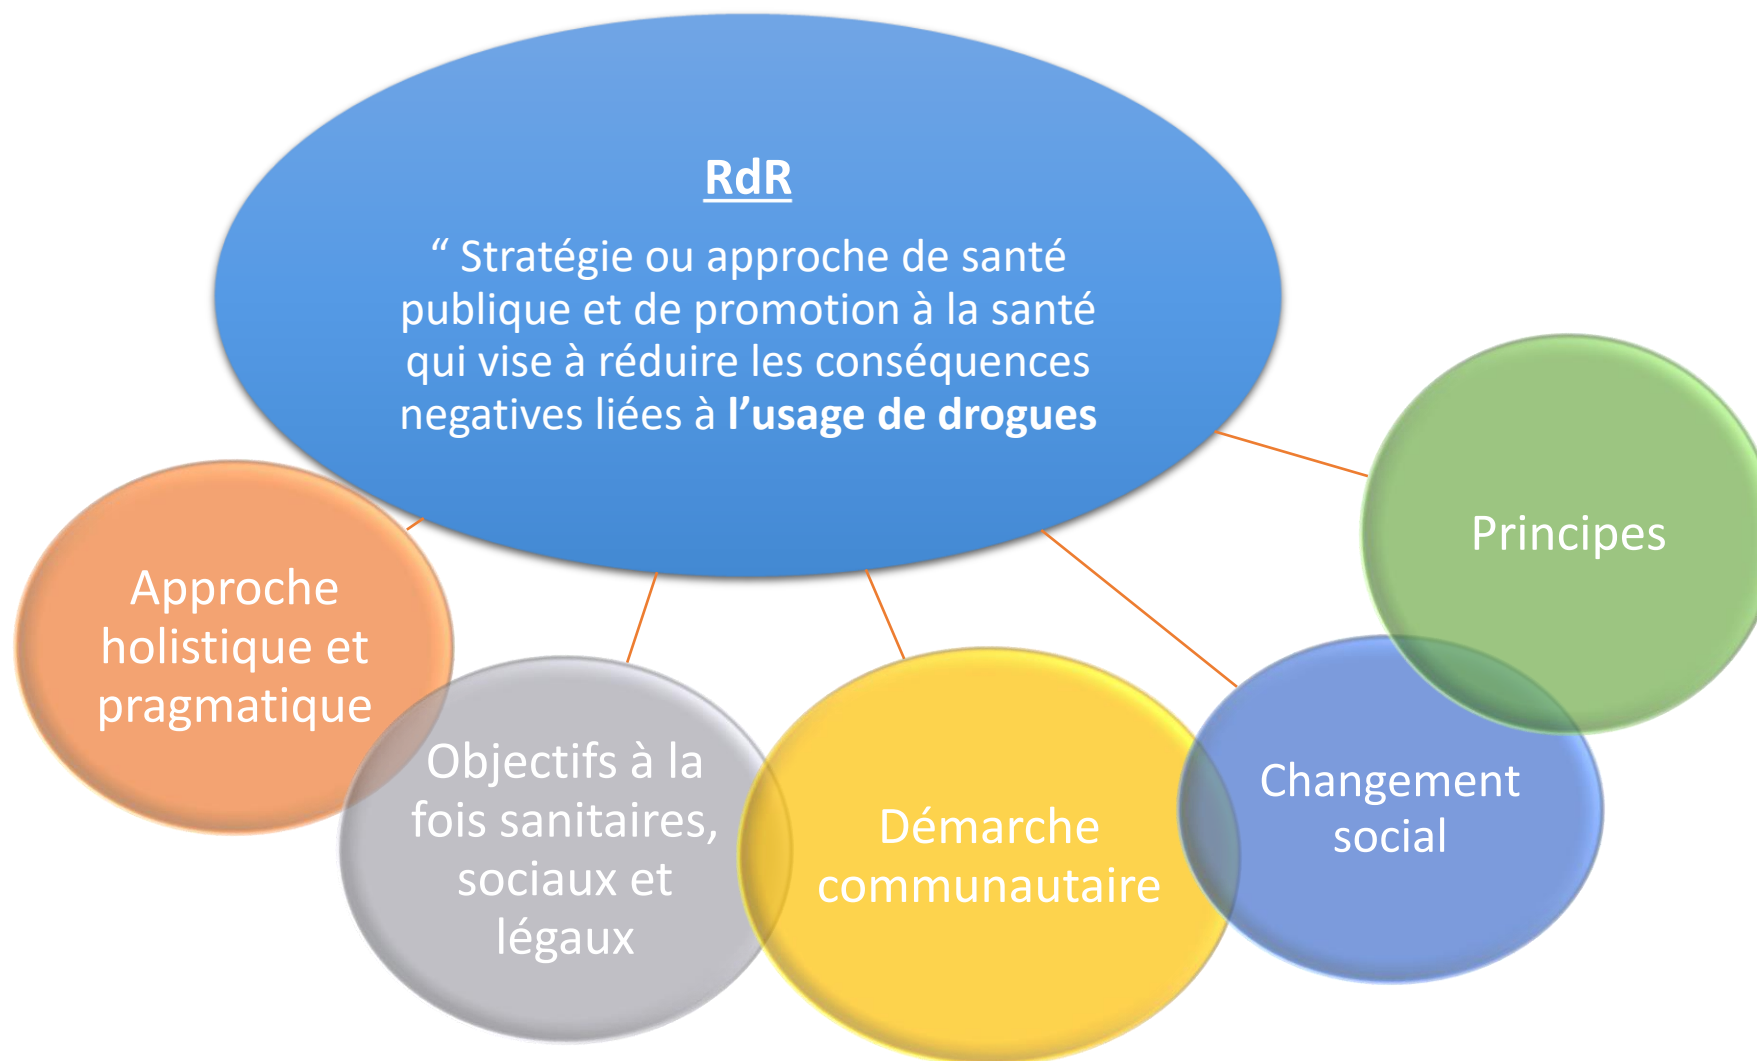 RdR
“ Stratégie ou approche de santé
publique et de promotion à la santé
qui vise à réduire les conséquences
negatives liées à l’usage de drogues
Approche
holistique et
pragmatique
Objectifs à la
fois sanitaires,
sociaux et
légaux
Démarche
communautaire
Changement
social
Principes